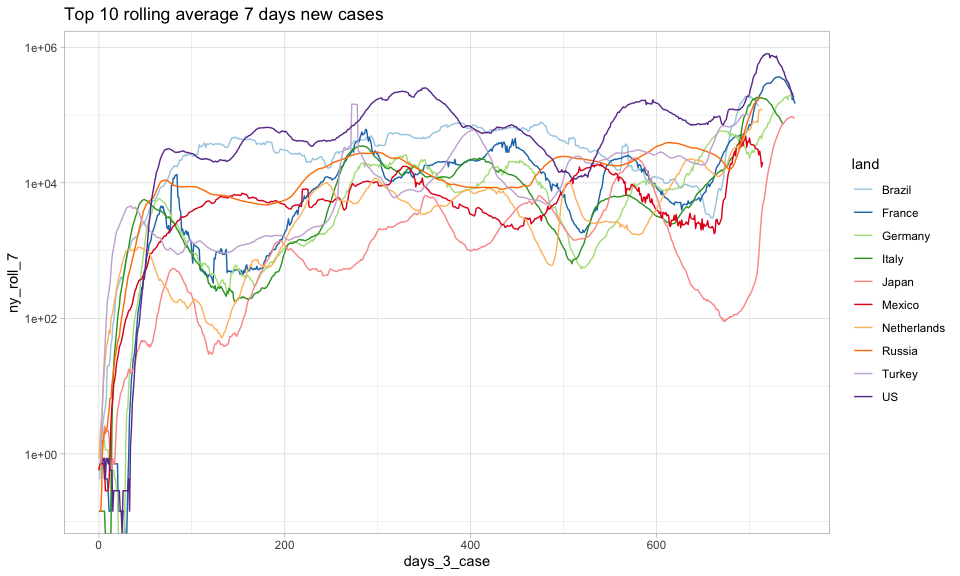 Top 10 rolling average 7 days new cases
ny_roll_7
1e+06
1e+04
1e+02
1e+00
0
200
400
600
days_3_case
land
Brazil
France
Germany
Italy
Japan
Mexico
Netherlands
Russia
Turkey
US